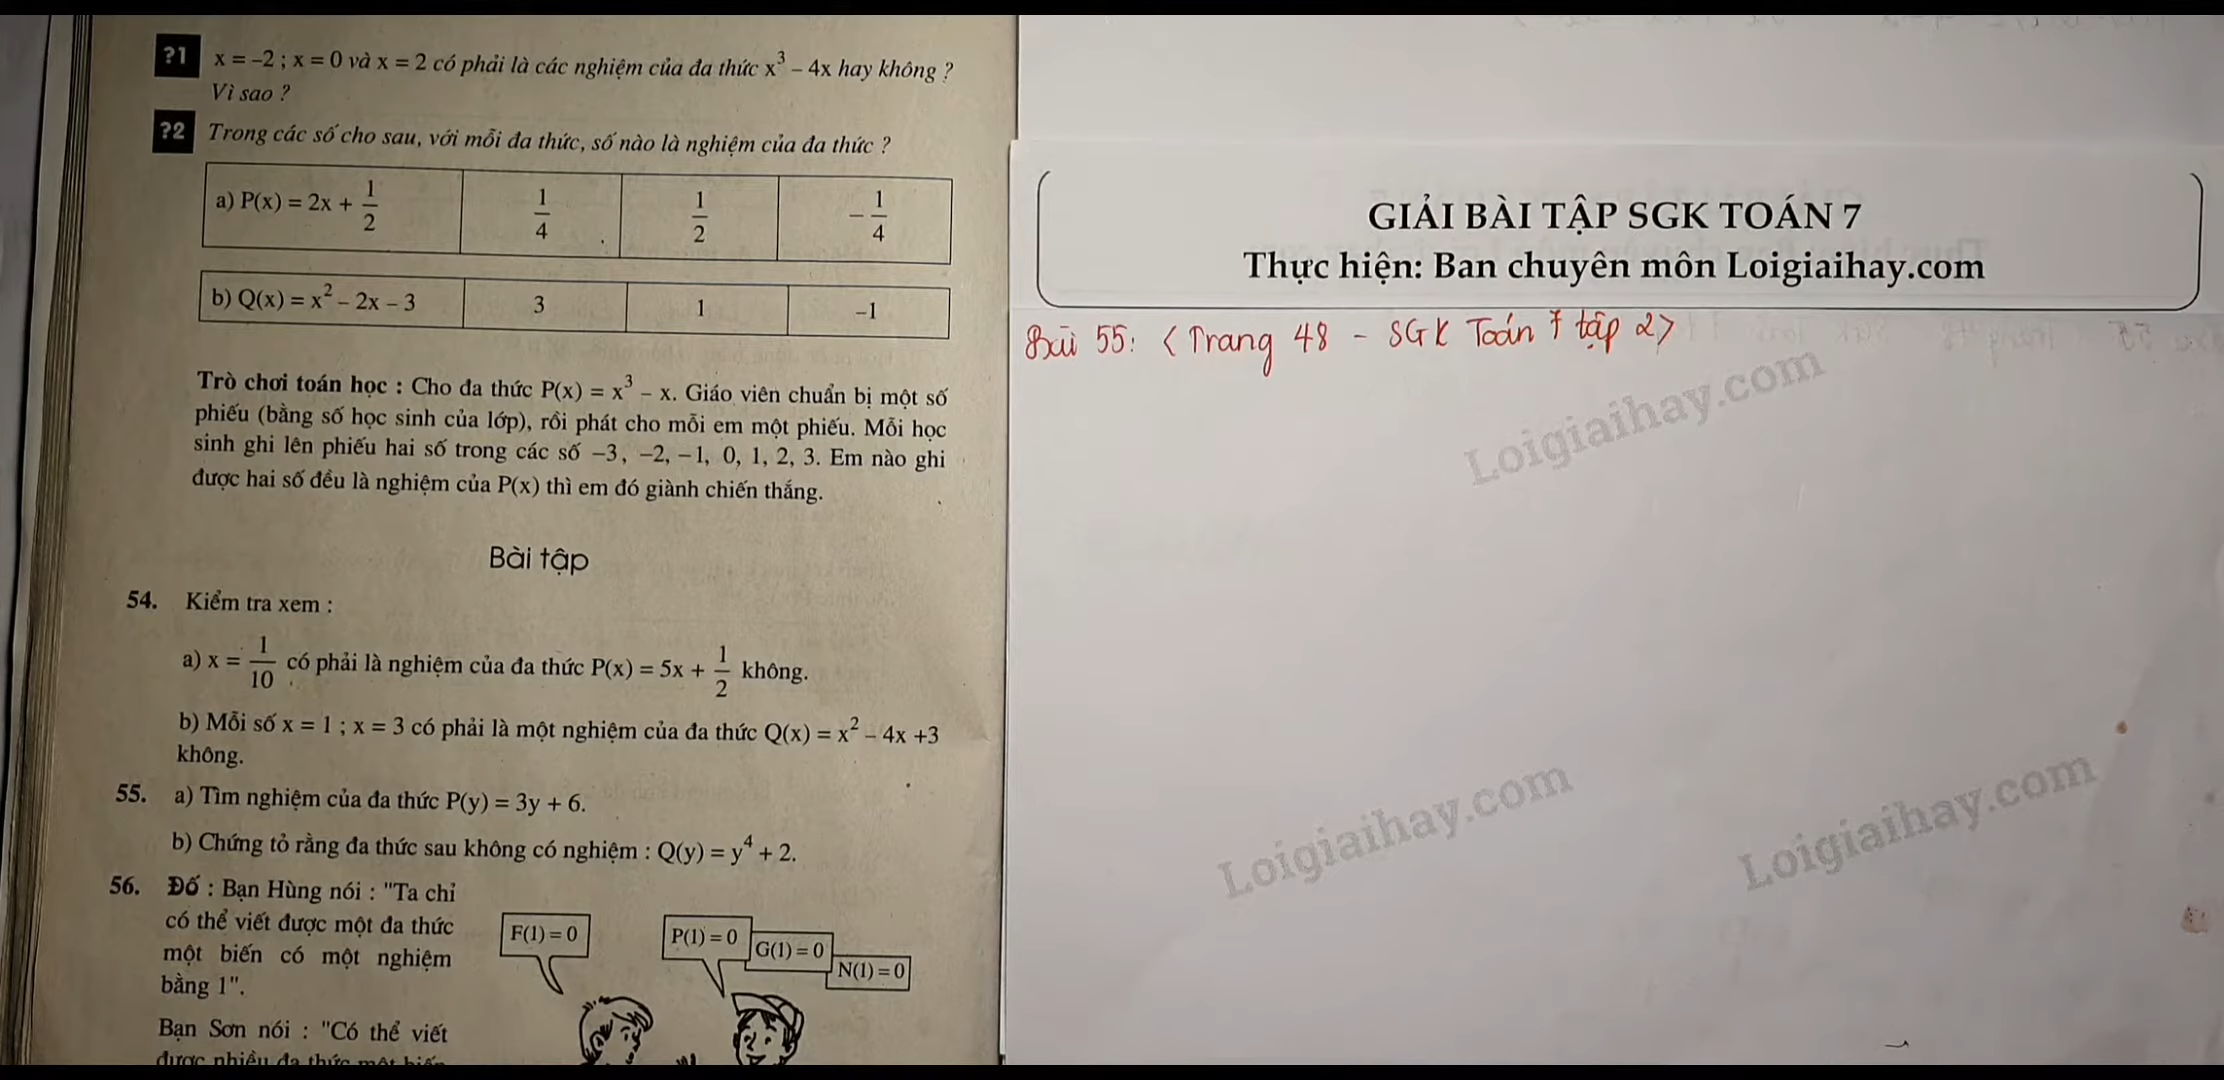 ?1 x = –2 ; x = 0 và x = 2 có phải là các nghiệm của đa thức x³ – 4x hay không ?
Vì sao ?
?2 Trong các số cho sau, với mỗi đa thức, số nào là nghiệm của đa thức ?
a) P(x) = 2x + 1/2 1/4 1/2 –1/4
b) Q(x) = x² – 2x – 3 3 1 –1
Trò chơi toán học : Cho đa thức P(x) = x³ – x. Giáo viên chuẩn bị một số
phiếu (bằng số học sinh của lớp), rồi phát cho mỗi em một phiếu. Mỗi học
sinh ghi lên phiếu hai số trong các số –3, –2, –1, 0, 1, 2, 3. Em nào ghi
được hai số đều là nghiệm của P(x) thì em đó giành chiến thắng.
Bài tập
54. Kiểm tra xem :
a) x = 1/10 có phải là nghiệm của đa thức P(x) = 5x + 1/2 không.
b) Mỗi số x = 1 ; x = 3 có phải là một nghiệm của đa thức Q(x) = x² – 4x +3
không.
55. a) Tìm nghiệm của đa thức P(y) = 3y + 6.
b) Chứng tỏ rằng đa thức sau không có nghiệm : Q(y) = y⁴ + 2.
56. Đố : Bạn Hùng nói : "Ta chỉ
có thể viết được một đa thức
một biến có một nghiệm
bằng 1".
Bạn Sơn nói : "Có thể viết
được nhiều đa thức một biến
F(1) = 0
P(1) = 0
G(1) = 0
N(1) = 0
GIẢI BÀI TẬP SGK TOÁN 7
Thực hiện: Ban chuyên môn Loigiaihay.com
Bài 55: < Trang 48 - SGK Toán 7 tập 2>
Loigiaihay.com
Loigiaihay.com
Loigiaihay.com